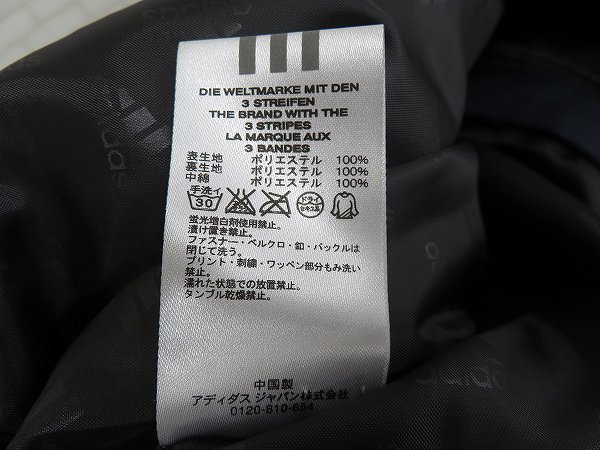 DIE WELTMARKE MIT DEN
3 STREIFEN
THE BRAND WITH THE
3 STRIPES
LA MARQUE AUX
3 BANDES
表生地 ポリエステル 100%
裏生地 ポリエステル 100%
中綿 ポリエステル 100%
手洗イ
30
ドライ
蛍光増白剤使用禁止。
漬け置き禁止。
ファスナー・ベルクロ・釦・バックルは
閉じて洗う。
プリント・刺繍・ワッペン部分もみ洗い
禁止。
濡れた状態での放置禁止。
タンブル乾燥禁止。
中国製
アディダス ジャパン株式会社
0120-810-654
adidas